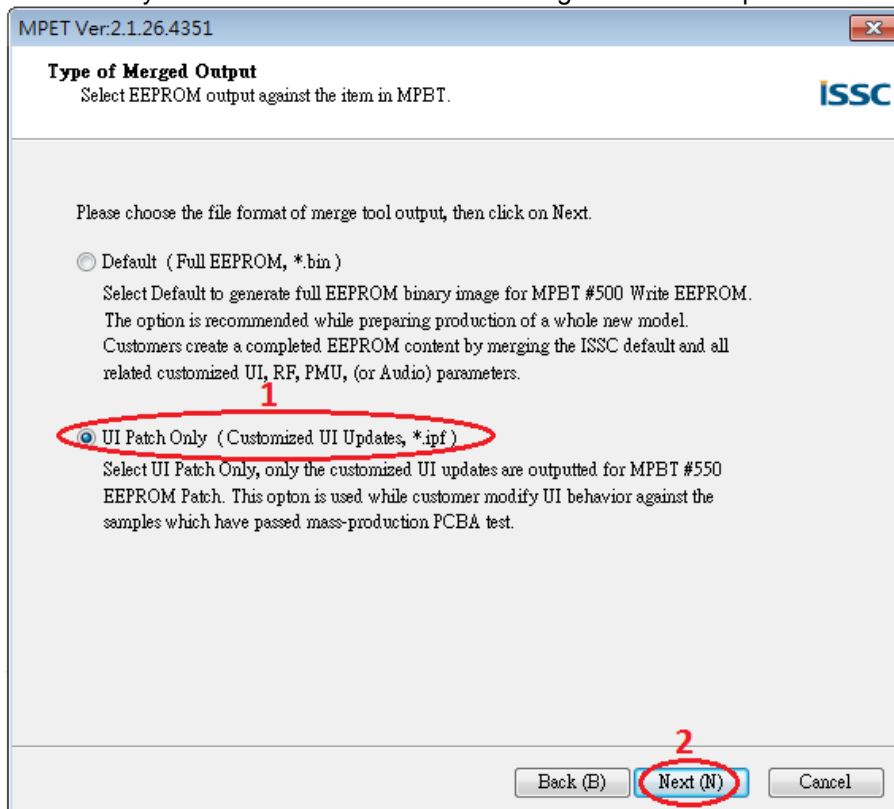 MPET Ver:2.1.26.4351
Type of Merged Output
Select EEPROM output against the item in MPBT.
ISSC
Please choose the file format of merge tool output, then click on Next.
Default ( Full EEPROM, *.bin )
Select Default to generate full EEPROM binary image for MPBT #500 Write EEPROM.
The option is recommended while preparing production of a whole new model.
Customers create a completed EEPROM content by merging the ISSC default and all
related customized UI, RF, PMU, (or Audio) parameters.
1
UI Patch Only ( Customized UI Updates, *.ipf )
Select UI Patch Only, only the customized UI updates are outputted for MPBT #550
EEPROM Patch. This opton is used while customer modify UI behavior against the
samples which have passed mass-production PCBA test.
2
Back (B) Next (N) Cancel